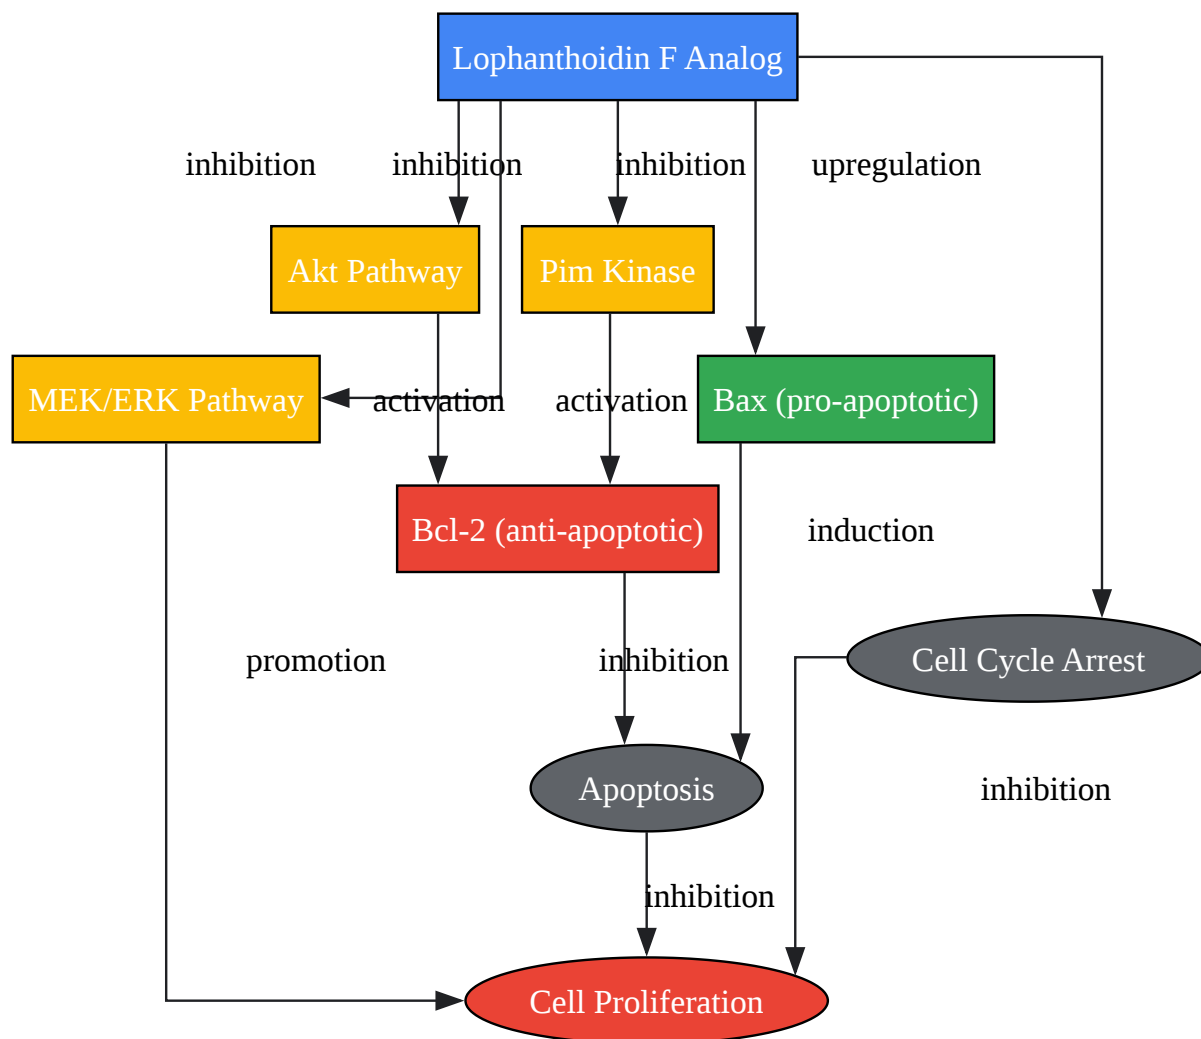 Lophanthoidin F Analog
inhibition
inhibition
inhibition
upregulation
Akt Pathway
Pim Kinase
MEK/ERK Pathway
activation
activation
Bax (pro-apoptotic)
Bcl-2 (anti-apoptotic)
induction
promotion
inhibition
Cell Cycle Arrest
Apoptosis
inhibition
inhibition
Cell Proliferation